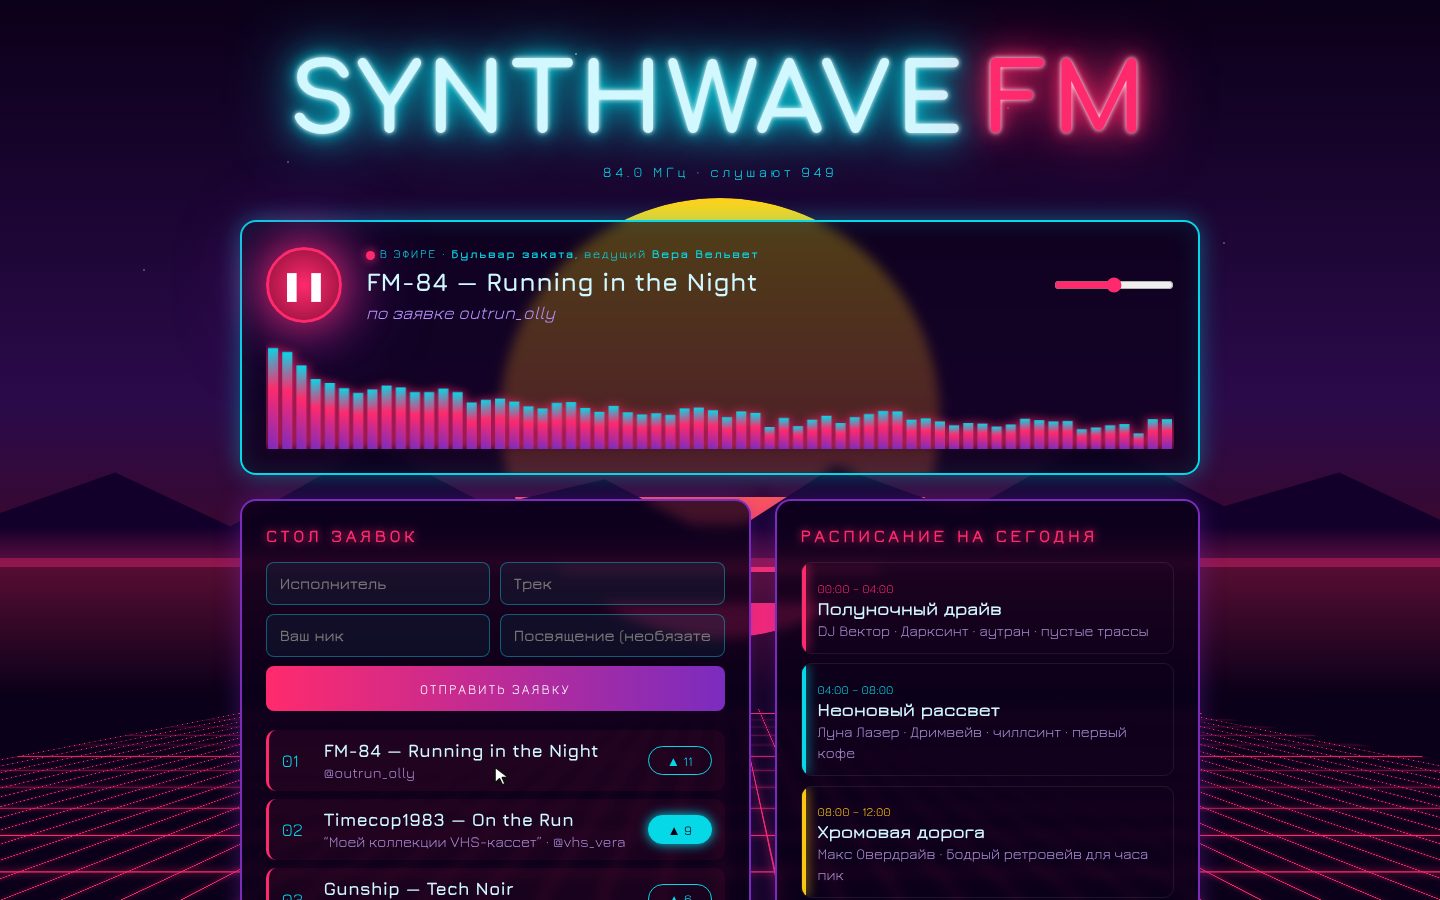 SYNTHWAVE FM
84.0 МГц · слушают 949
В ЭФИРЕ · Бульвар заката, ведущий Вера Вельвет
FM-84 — Running in the Night
по заявке outrun_olly
СТОЛ ЗАЯВОК
Исполнитель
Трек
Ваш ник
Посвящение (необязате
ОТПРАВИТЬ ЗАЯВКУ
01
FM-84 — Running in the Night
@outrun_olly
▲ 11
02
Timecop1983 — On the Run
"Моей коллекции VHS-кассет" · @vhs_vera
▲ 9
03
Gunship — Tech Noir
▲ 6
РАСПИСАНИЕ НА СЕГОДНЯ
00:00 – 04:00
Полуночный драйв
DJ Вектор · Дарксинт · аутран · пустые трассы
04:00 – 08:00
Неоновый рассвет
Луна Лазер · Дримвейв · чиллсинт · первый
кофе
08:00 – 12:00
Хромовая дорога
Макс Овердрайв · Бодрый ретровейв для часа
пик